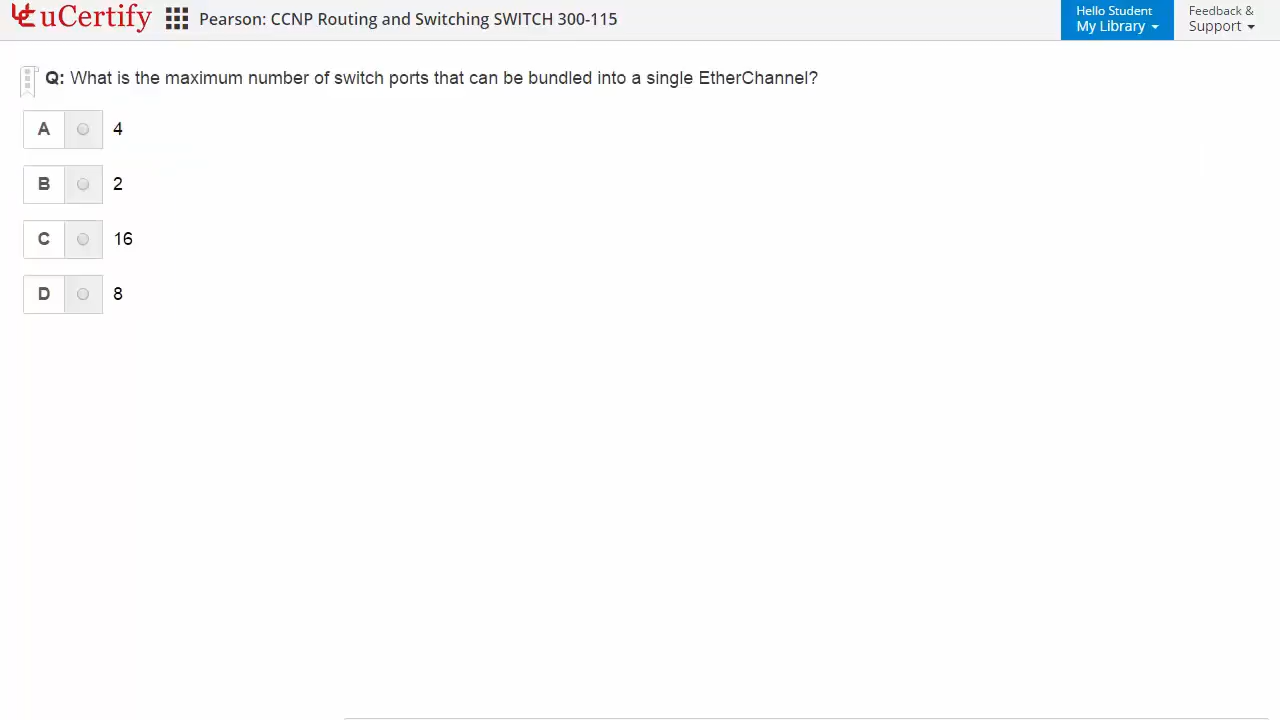 uCertify
Pearson: CCNP Routing and Switching SWITCH 300-115
Hello Student
My Library
Feedback &
Support
Q: What is the maximum number of switch ports that can be bundled into a single EtherChannel?
A 4
B 2
C 16
D 8